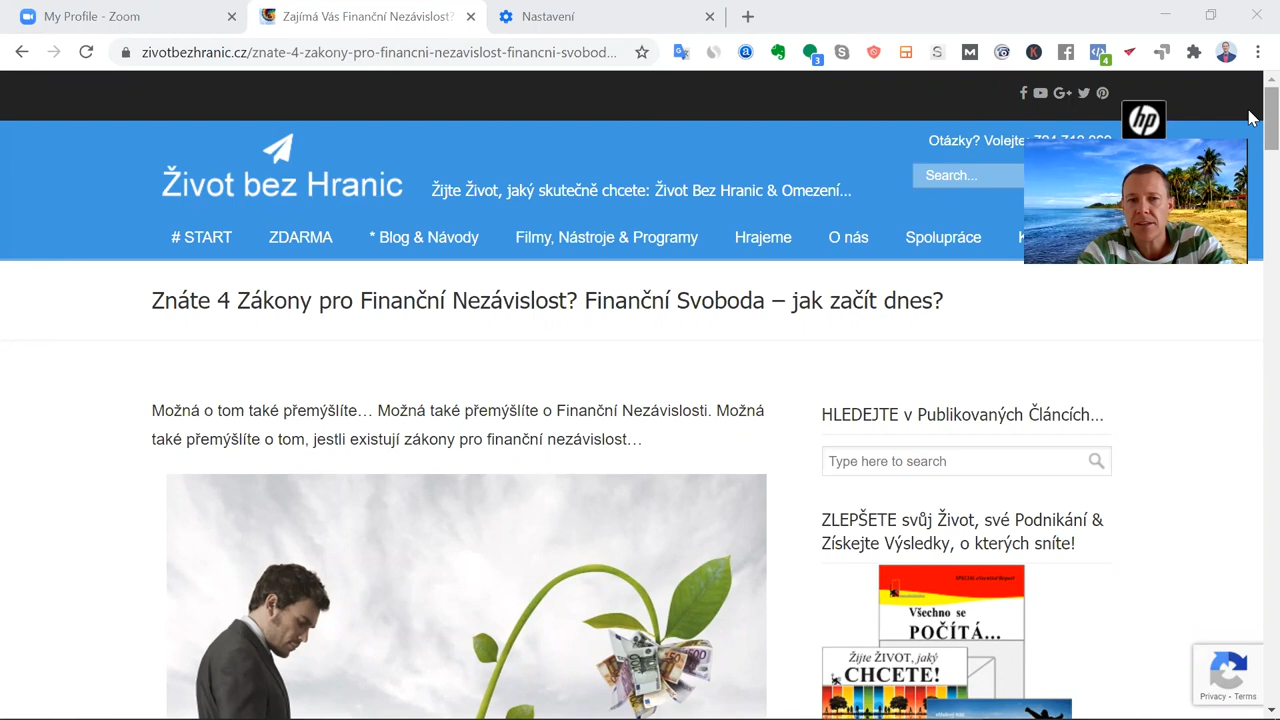 My Profile - Zoom
Zajímá Vás Finanční Nezávislost?
Nastavení
zivotbezhranic.cz/znate-4-zakony-pro-financni-nezavislost-financni-svobod...
3
4
hp
Otázky? Volejte:
Život bez Hranic
Žijte Život, jaký skutečně chcete: Život Bez Hranic & Omezení...
Search...
# START
ZDARMA
* Blog & Návody
Filmy, Nástroje & Programy
Hrajeme
O nás
Spolupráce
Znáte 4 Zákony pro Finanční Nezávislost? Finanční Svoboda – jak začít dnes?
Možná o tom také přemýšlíte… Možná také přemýšlíte o Finanční Nezávislosti. Možná
také přemýšlíte o tom, jestli existují zákony pro finanční nezávislost…
HLEDEJTE v Publikovaných Článcích…
Type here to search
ZLEPŠETE svůj Život, své Podnikání &
Získejte Výsledky, o kterých sníte!
Všechno se
POČÍTÁ...
Žijte ŽIVOT, jaký
CHCETE!
500
Privacy - Terms